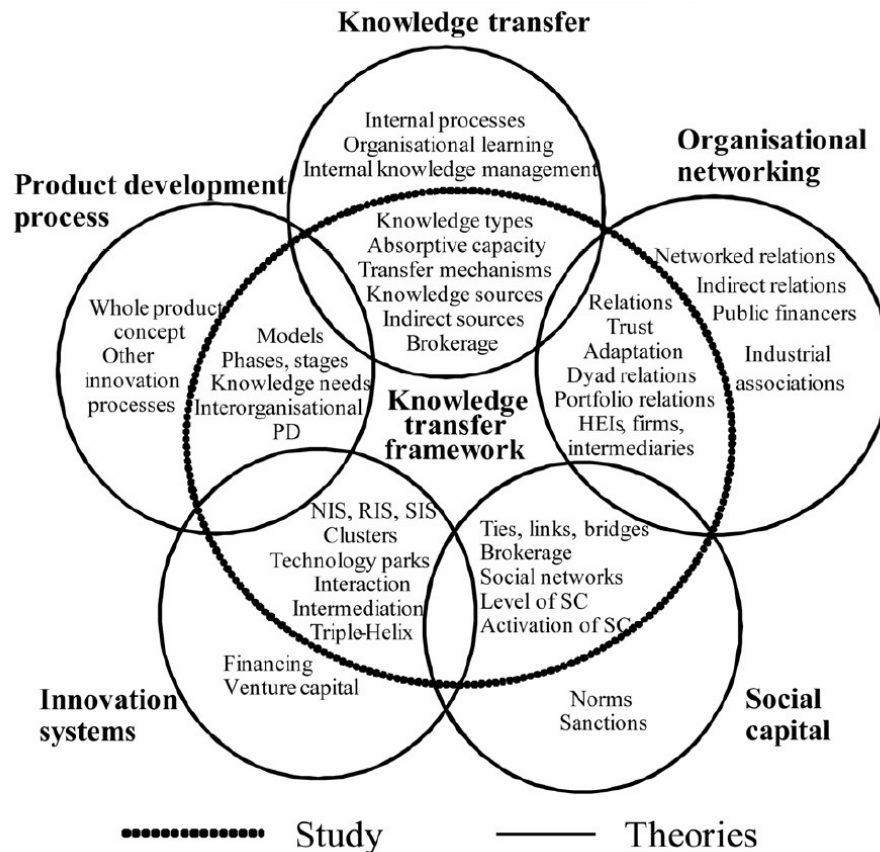 Knowledge transfer
Internal processes
Organisational learning
Internal knowledge management
Organisational
networking
Product development
process
Knowledge types
Absorptive capacity
Transfer mechanisms
Knowledge sources
Indirect sources
Brokerage
Networked relations
Indirect relations
Public financers
Industrial
associations
Relations
Trust
Adaptation
Dyad relations
Portfolio relations
HEIs, firms,
intermediaries
Whole product
concept
Other
innovation
processes
Models
Phases, stages
Knowledge needs
Interorganisational
PD
Knowledge
transfer
framework
NIS, RIS, SIS
Clusters
Technology parks
Interaction
Intermediation
Triple-Helix
Ties, links, bridges
Brokerage
Social networks
Level of SC
Activation of SC
Financing
Venture capital
Innovation
systems
Norms
Sanctions
Social
capital
Study
Theories